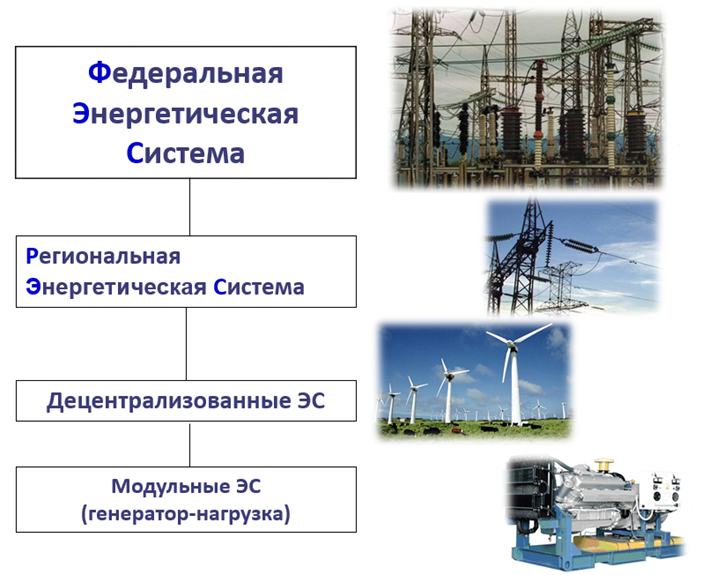 Федеральная
Энергетическая
Система
Региональная
Энергетическая Система
Децентрализованные ЭС
Модульные ЭС
(генератор-нагрузка)